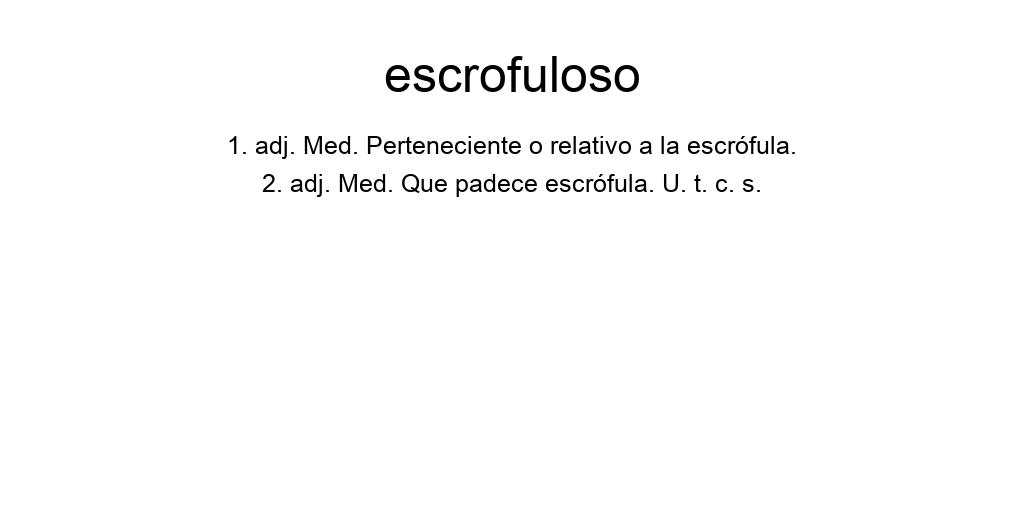 escrofuloso
1. adj. Med. Perteneciente o relativo a la escrófula.
2. adj. Med. Que padece escrófula. U. t. c. s.